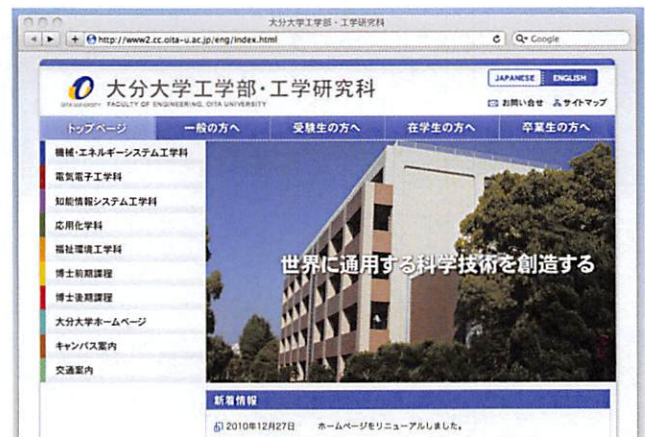 大分大学工学部・工学研究科
http://www2.cc.oita-u.ac.jp/eng/index.html
Google
大分大学工学部・工学研究科
OITA UNIVERSITY
FACULTY OF ENGINEERING, OITA UNIVERSITY
JAPANESE ENGLISH
お問い合せ サイトマップ
トップページ 一般の方へ 受験生の方へ 在学生の方へ 卒業生の方へ
機械・エネルギーシステム工学科
電気電子工学科
知能情報システム工学科
応用化学科
福祉環境工学科
博士前期課程
博士後期課程
大分大学ホームページ
キャンパス案内
交通案内
世界に通用する科学技術を創造する
新着情報
2010年12月27日 ホームページをリニューアルしました。